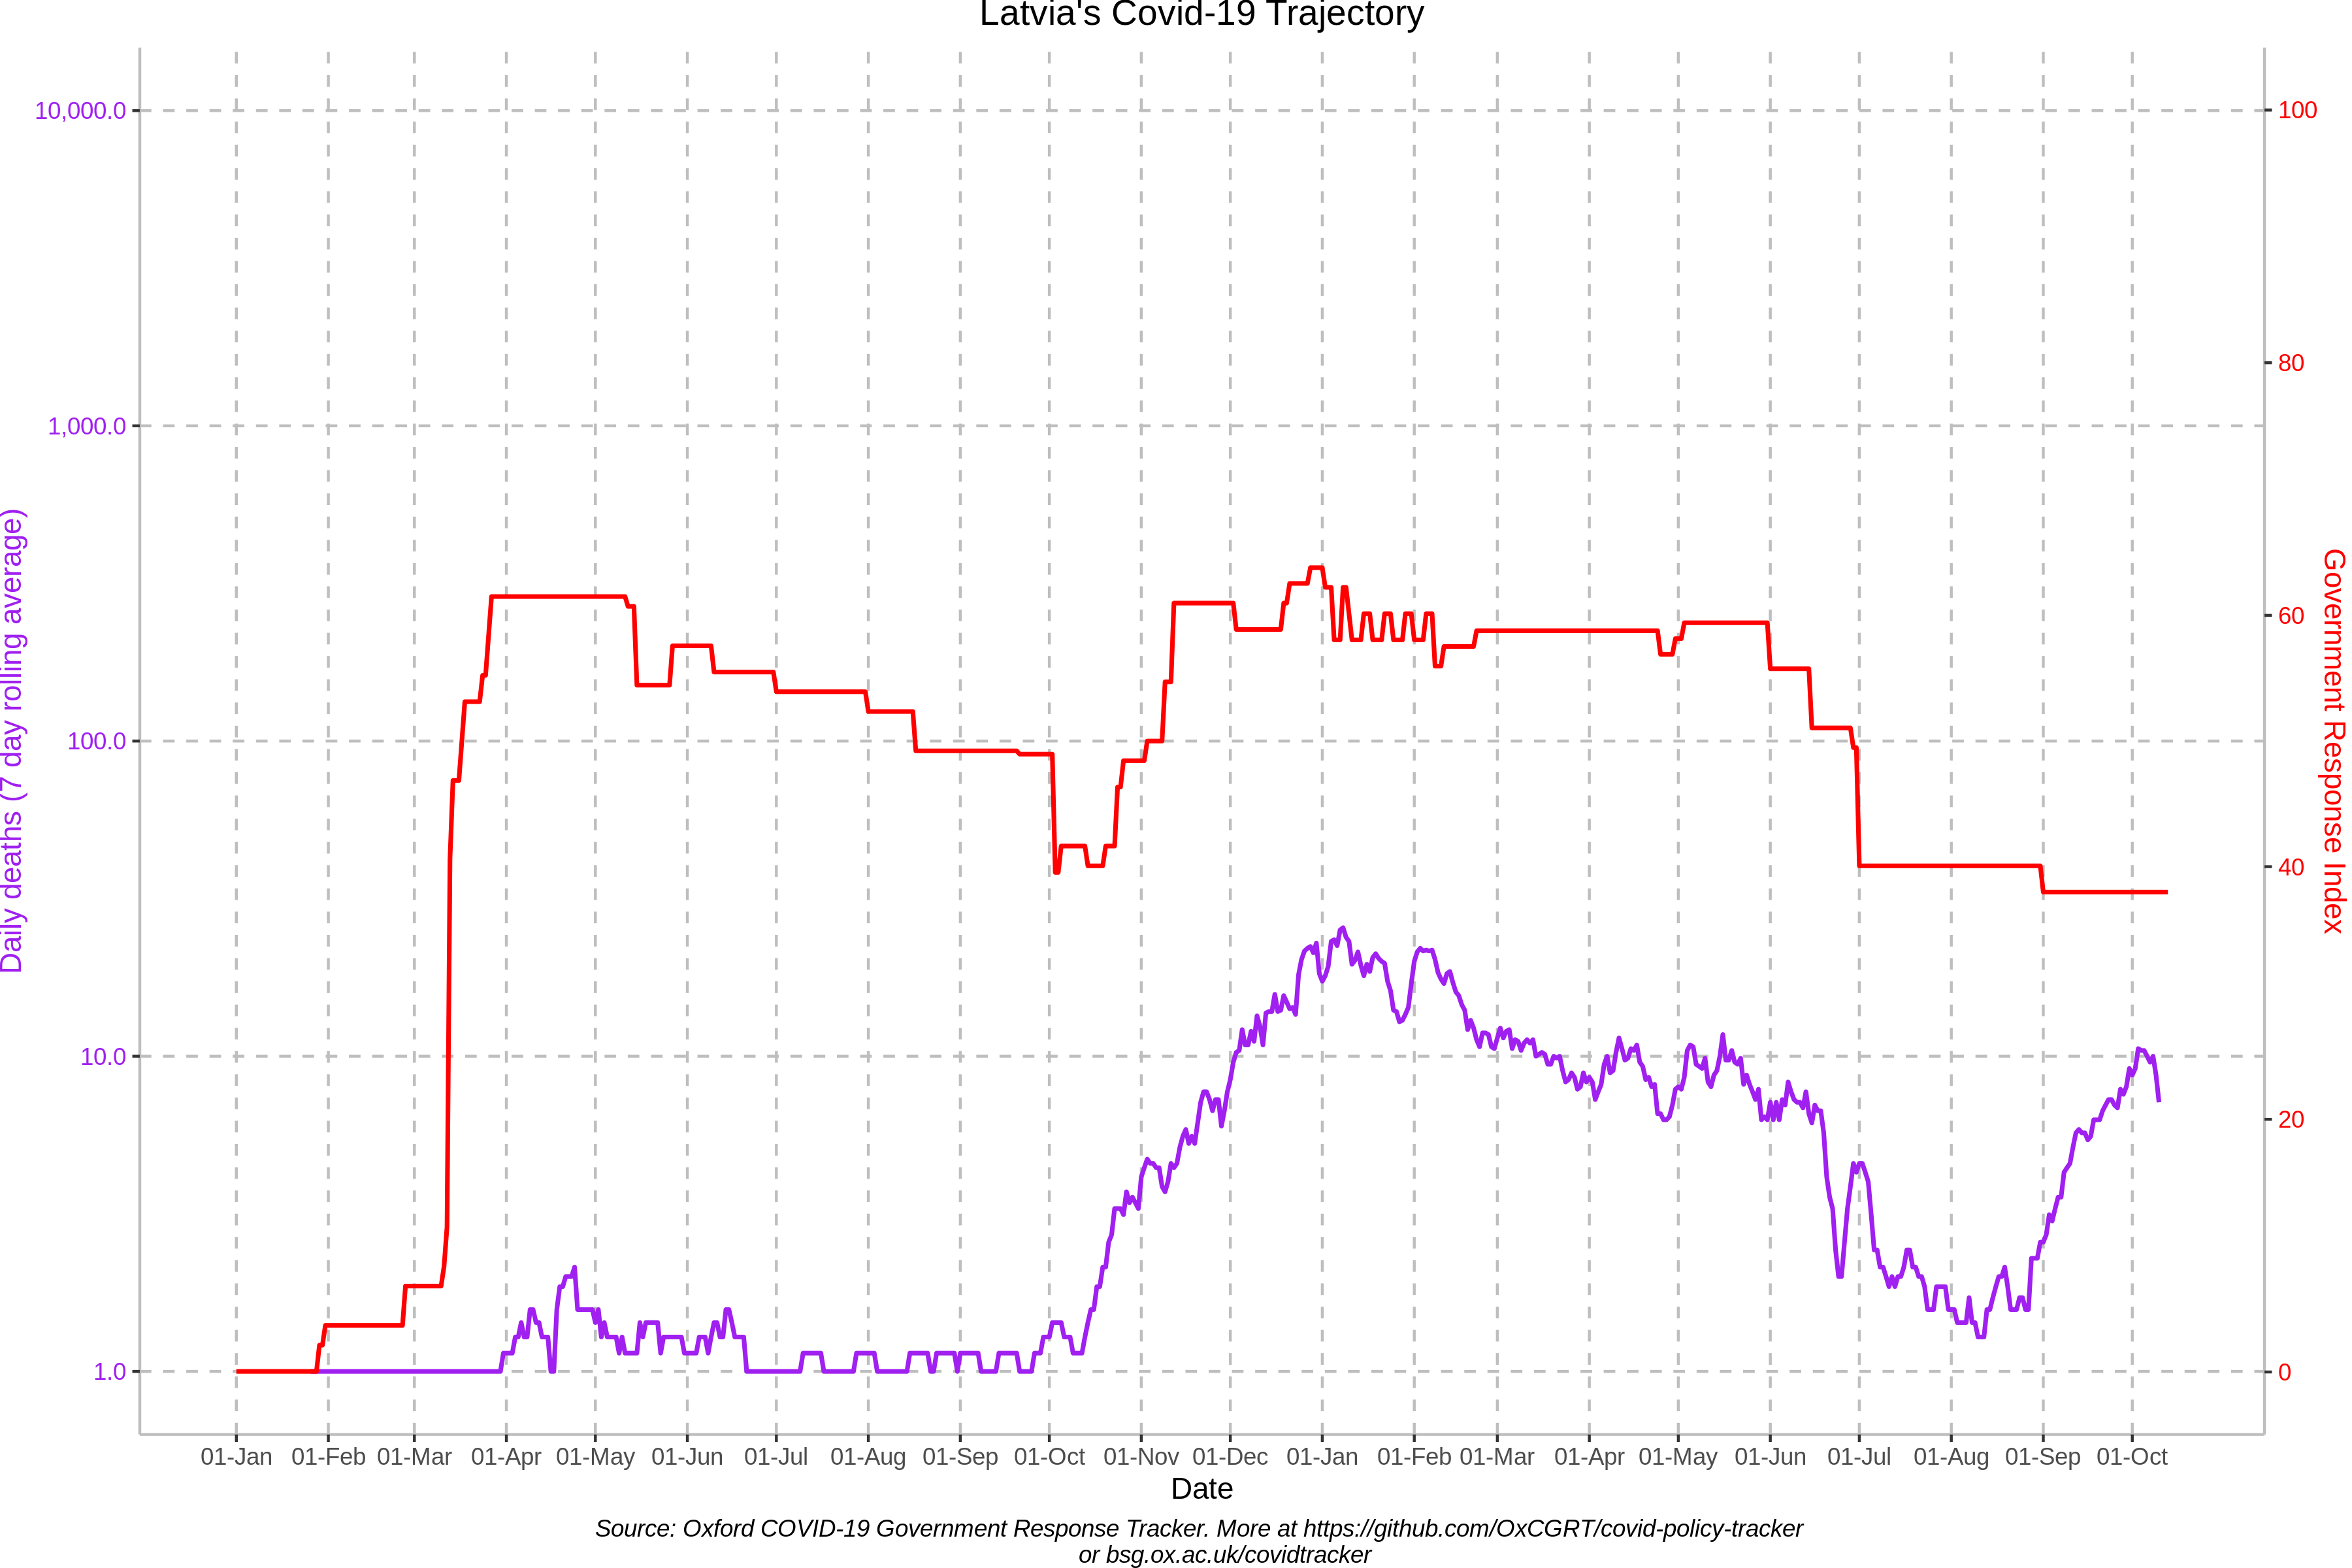 Latvia's Covid-19 Trajectory
Daily deaths (7 day rolling average)
10,000.0
1,000.0
100.0
10.0
1.0
100
80
60
40
20
0
Government Response Index
01-Jan 01-Feb 01-Mar 01-Apr 01-May 01-Jun 01-Jul 01-Aug 01-Sep 01-Oct 01-Nov 01-Dec 01-Jan 01-Feb 01-Mar 01-Apr 01-May 01-Jun 01-Jul 01-Aug 01-Sep 01-Oct
Date
Source: Oxford COVID-19 Government Response Tracker. More at https://github.com/OxCGRT/covid-policy-tracker
or bsg.ox.ac.uk/covidtracker